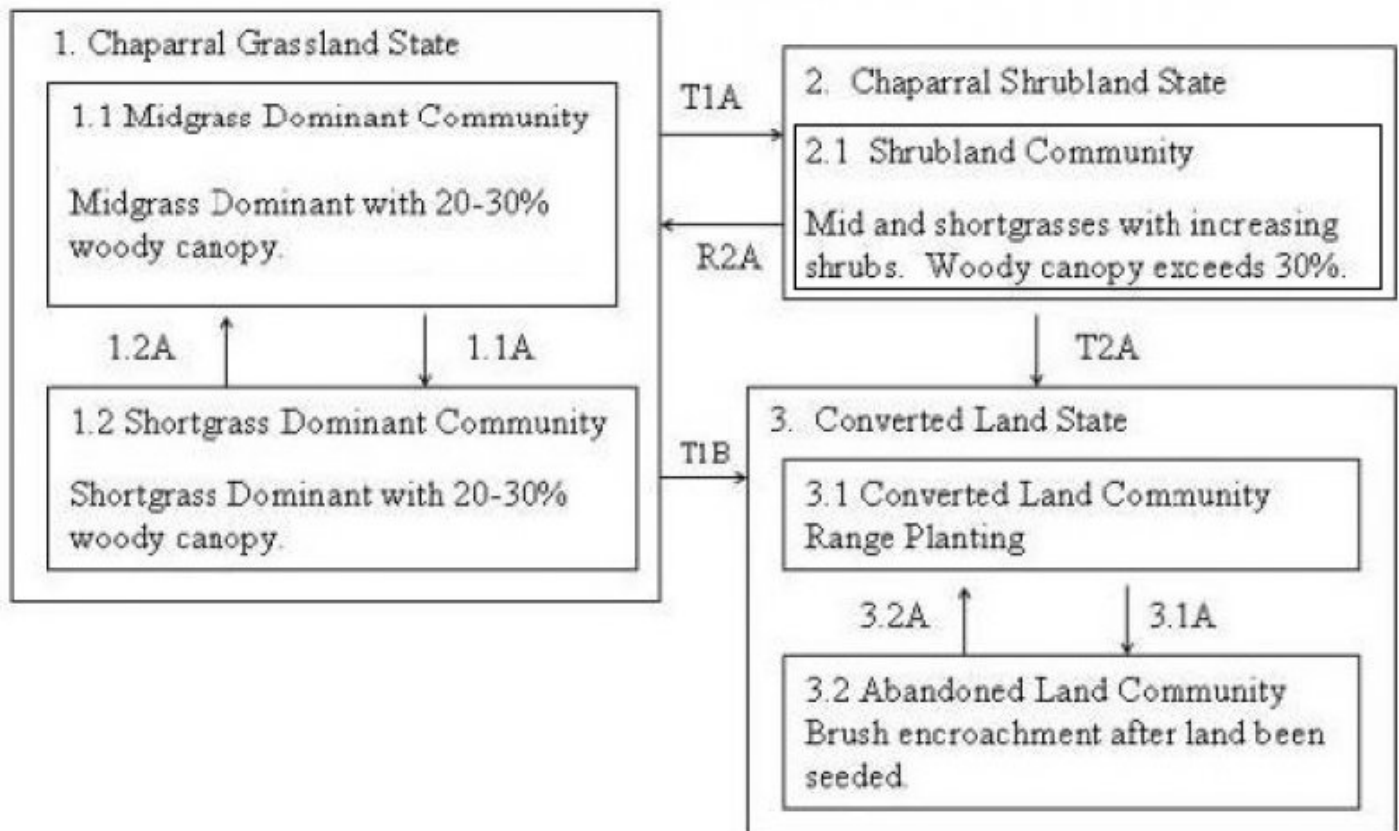 1. Chaparral Grassland State
1.1 Midgrass Dominant Community
Midgrass Dominant with 20-30%
woody canopy.
1.2A
1.1A
1.2 Shortgrass Dominant Community
Shortgrass Dominant with 20-30%
woody canopy.
T1A
R2A
T1B
2. Chaparral Shrubland State
2.1 Shrubland Community
Mid and shortgrasses with increasing
shrubs. Woody canopy exceeds 30%.
T2A
3. Converted Land State
3.1 Converted Land Community
Range Planting
3.2A
3.1A
3.2 Abandoned Land Community
Brush encroachment after land been
seeded.